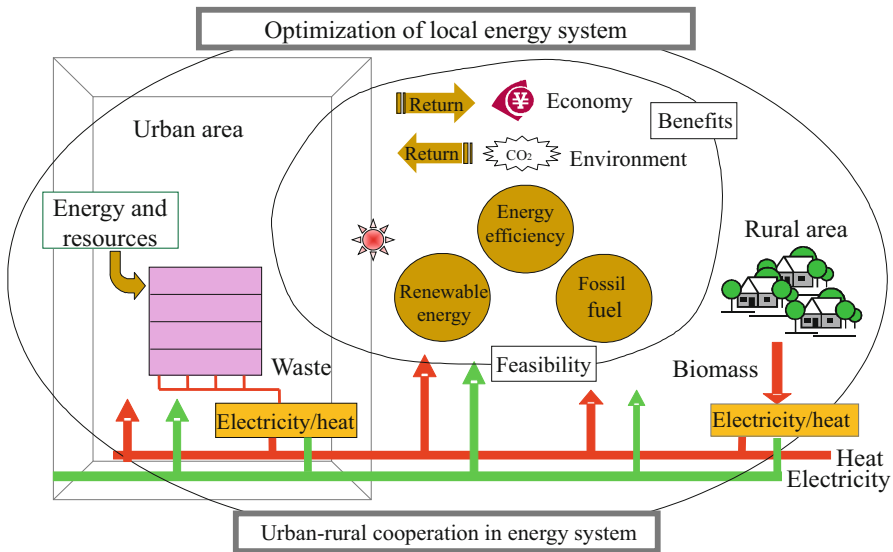 Optimization of local energy system
Urban area
Return
¥
Economy
Benefits
Return
CO₂
Environment
Energy and
resources
Energy
efficiency
Rural area
Renewable
energy
Fossil
fuel
Waste
Feasibility
Biomass
Electricity/heat
Electricity/heat
Heat
Electricity
Urban-rural cooperation in energy system